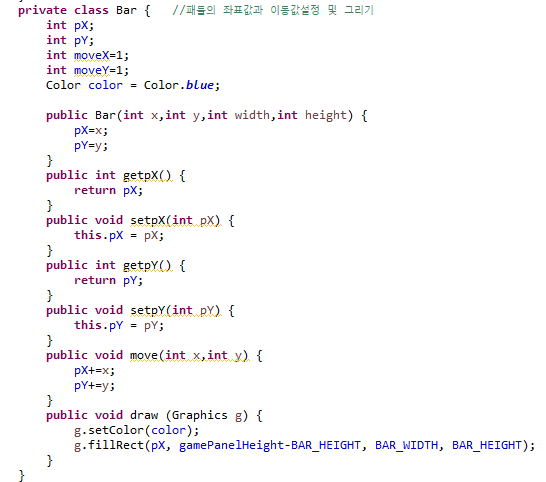 private class Bar {   //패들의 좌표값과 이동값설정 및 그리기
    int pX;
    int pY;
    int moveX=1;
    int moveY=1;
    Color color = Color.blue;

    public Bar(int x,int y,int width,int height) {
        pX=x;
        pY=y;
    }
    public int getpX() {
        return pX;
    }
    public void setpX(int pX) {
        this.pX = pX;
    }
    public int getpY() {
        return pY;
    }
    public void setpY(int pY) {
        this.pY = pY;
    }
    public void move(int x,int y) {
        pX+=x;
        pY+=y;
    }
    public void draw (Graphics g) {
        g.setColor(color);
        g.fillRect(pX, gamePanelHeight-BAR_HEIGHT, BAR_WIDTH, BAR_HEIGHT);
    }
}